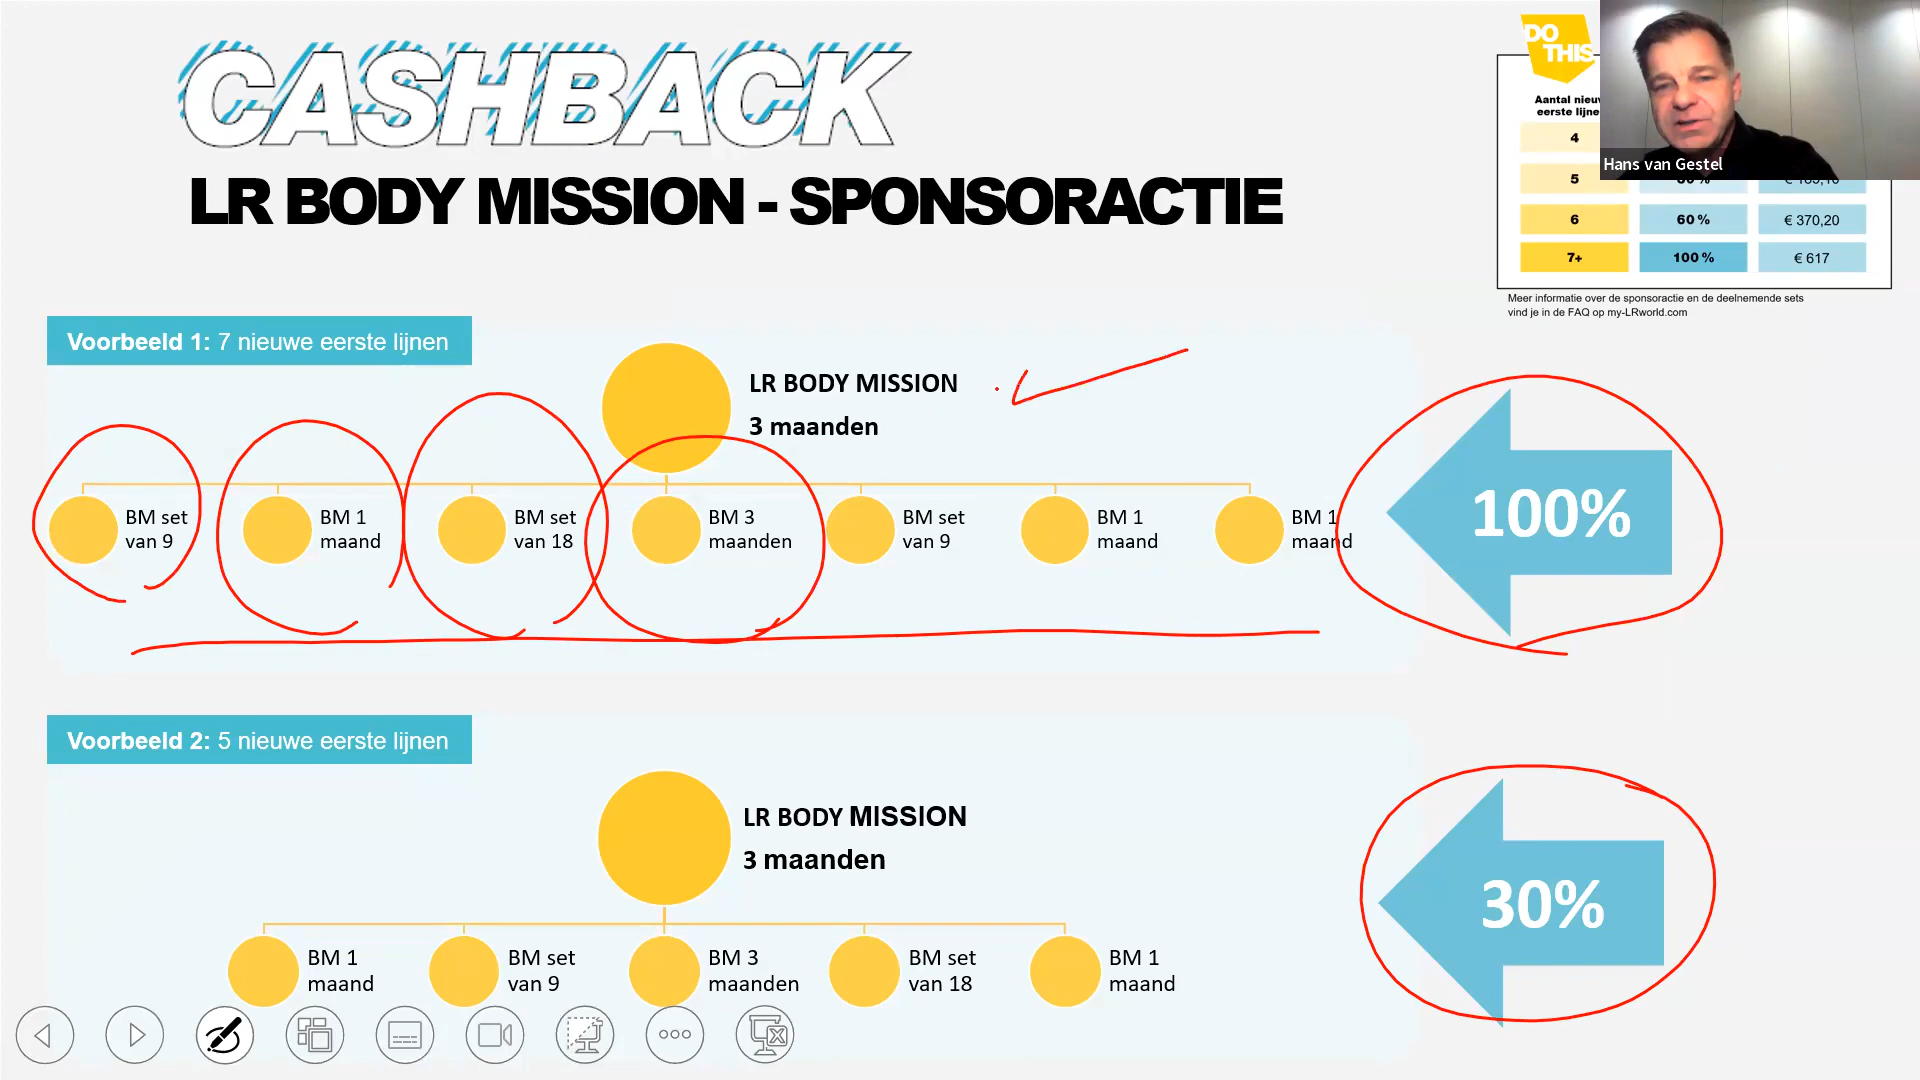 CASHBACK
LR BODY MISSION - SPONSORACTIE
DO
THIS
Aantal
eerste
4
5
6 60 % € 370,20
7+ 100 % € 617
Meer informatie over de sponsoractie en de deelnemende sets
vind je in de FAQ op my-LRworld.com
Hans van Gestel
Voorbeeld 1: 7 nieuwe eerste lijnen
LR BODY MISSION
3 maanden
BM set
van 9
BM 1
maand
BM set
van 18
BM 3
maanden
BM set
van 9
BM 1
maand
BM 1
maand
100%
Voorbeeld 2: 5 nieuwe eerste lijnen
LR BODY MISSION
3 maanden
BM 1
maand
BM set
van 9
BM 3
maanden
BM set
van 18
BM 1
maand
30%